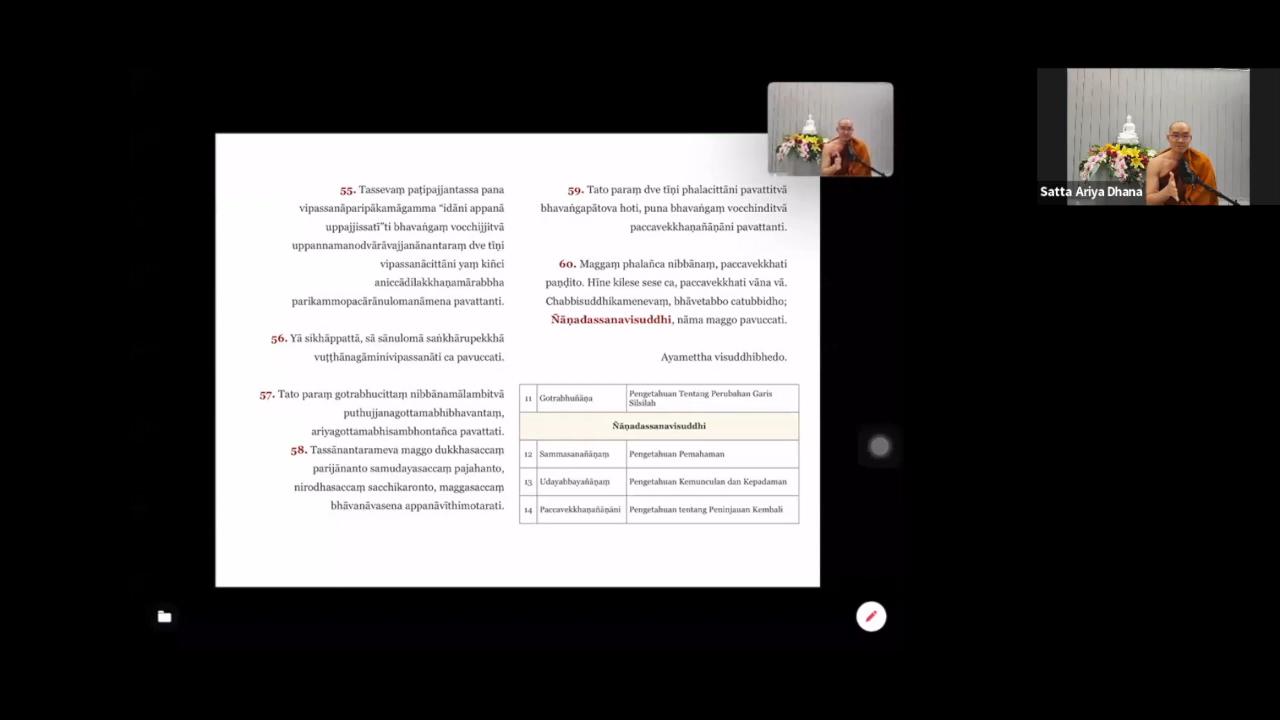 55. Tassevaṃ paṭipajjantassa pana
vipassanāparipākamāgamma “idāni appanā
uppajjissatī”ti bhavaṅgaṃ vocchijjitvā
uppannamanodvārāvajjanānantaraṃ dve tīṇi
vipassanācittāni yaṃ kiñci
aniccādilakkhaṇamārabbha
parikammopacārānulomanāmena pavattanti.
56. Yā sikhāppattā, sā sānulomā saṅkhārupekkhā
vuṭṭhānagāminivipassanāti ca pavuccati.
57. Tato paraṃ gotrabhucittaṃ nibbānamālambitvā
puthujjanagottamabhibhavantaṃ,
ariyagottamabhisambhontañca pavattati.
58. Tassānantarameva maggo dukkhasaccaṃ
parijānanto samudayasaccaṃ pajahanto,
nirodhasaccaṃ sacchikaronto, maggasaccaṃ
bhāvanāvasena appanāvīthimotarati.
59. Tato paraṃ dve tīṇi phalacittāni pavattitvā
bhavaṅgapātova hoti, puna bhavaṅgaṃ vocchinditvā
paccavekkhaṇañāṇāni pavattanti.
60. Maggaṃ phalañca nibbānaṃ, paccavekkhati
paṇḍito. Hīne kilese sese ca, paccavekkhati vāna vā.
Chabbisuddhikamenevaṃ, bhāvetabbo catubbidho;
Ñāṇadassanavisuddhi, nāma maggo pavuccati.
Ayamettha visuddhibhedo.
11 Gotrabhuñāṇa Pengetahuan Tentang Perubahan Garis
Silsilah
Ñāṇadassanavisuddhi
12 Sammasanañāṇaṃ Pengetahuan Pemahaman
13 Udayabbayañāṇaṃ Pengetahuan Kemunculan dan Kepadaman
14 Paccavekkhaṇañāṇāni Pengetahuan tentang Peninjauan Kembali
Satta Ariya Dhana